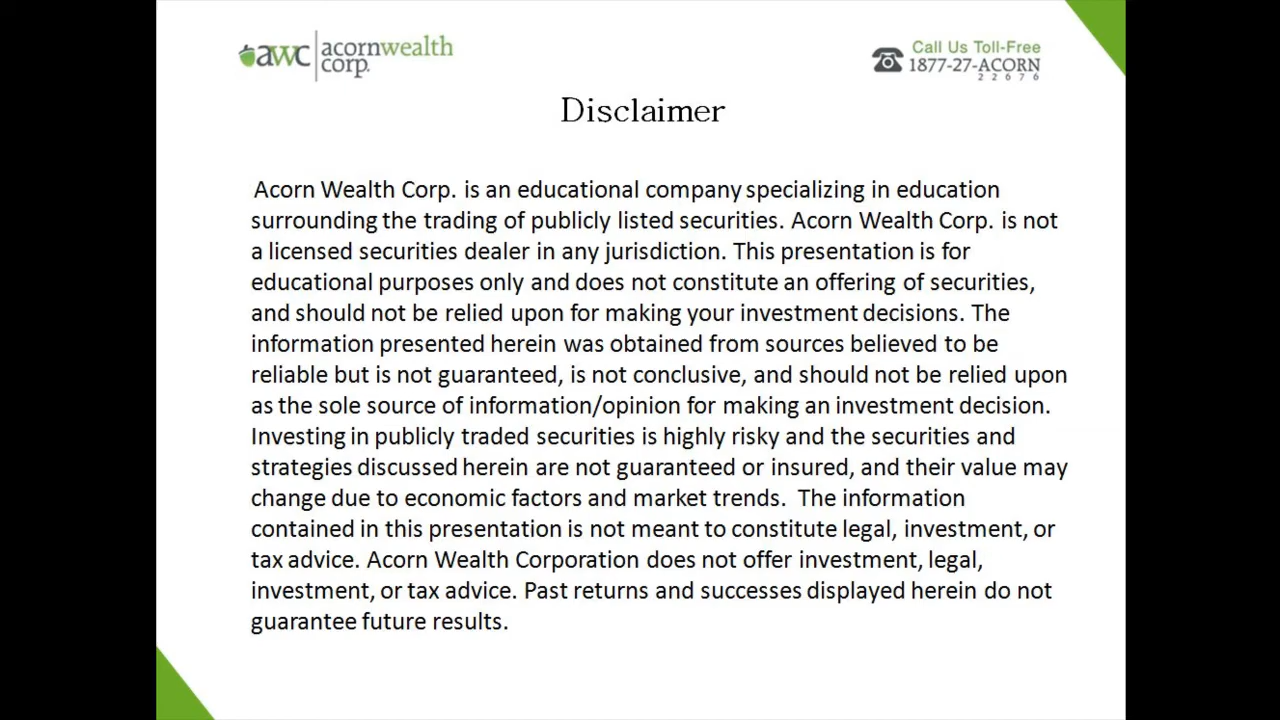 awc acornwealth corp.
Call Us Toll-Free
1877-27-ACORN
22676
Disclaimer
Acorn Wealth Corp. is an educational company specializing in education
surrounding the trading of publicly listed securities. Acorn Wealth Corp. is not
a licensed securities dealer in any jurisdiction. This presentation is for
educational purposes only and does not constitute an offering of securities,
and should not be relied upon for making your investment decisions. The
information presented herein was obtained from sources believed to be
reliable but is not guaranteed, is not conclusive, and should not be relied upon
as the sole source of information/opinion for making an investment decision.
Investing in publicly traded securities is highly risky and the securities and
strategies discussed herein are not guaranteed or insured, and their value may
change due to economic factors and market trends.  The information
contained in this presentation is not meant to constitute legal, investment, or
tax advice. Acorn Wealth Corporation does not offer investment, legal,
investment, or tax advice. Past returns and successes displayed herein do not
guarantee future results.